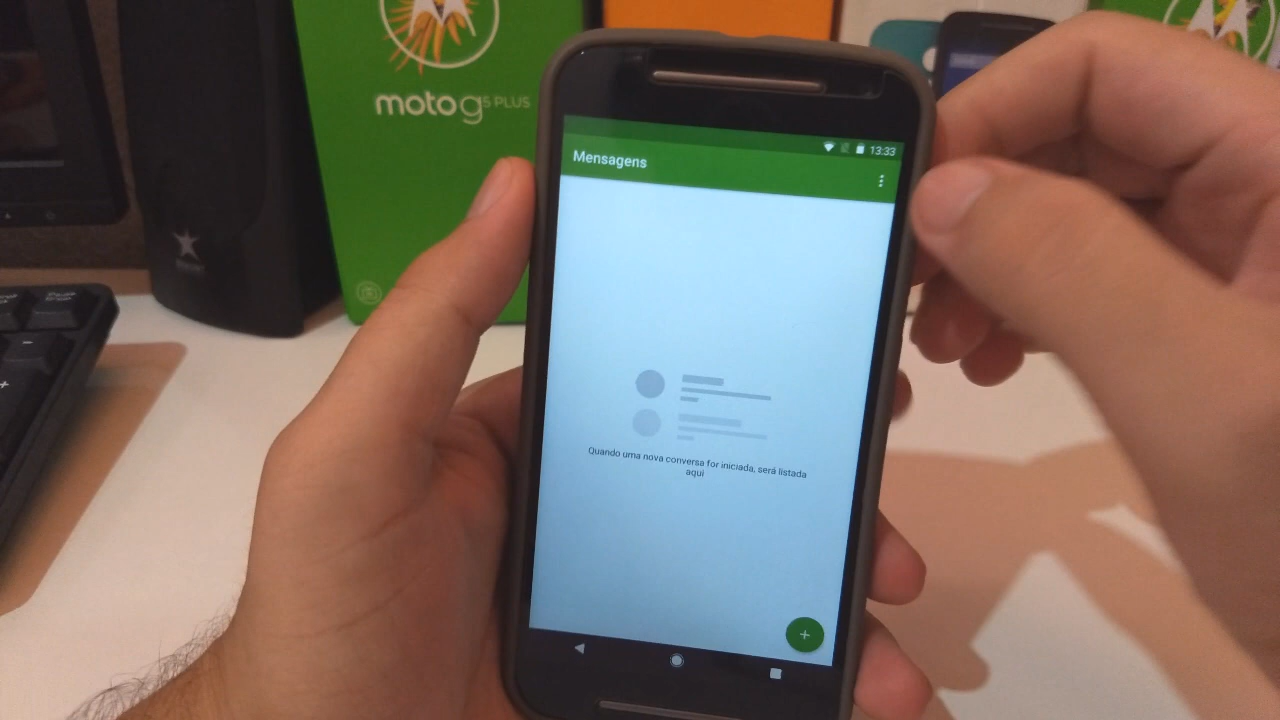 moto g5 PLUS
13:33
Mensagens
Quando uma nova conversa for iniciada, será listada
aqui